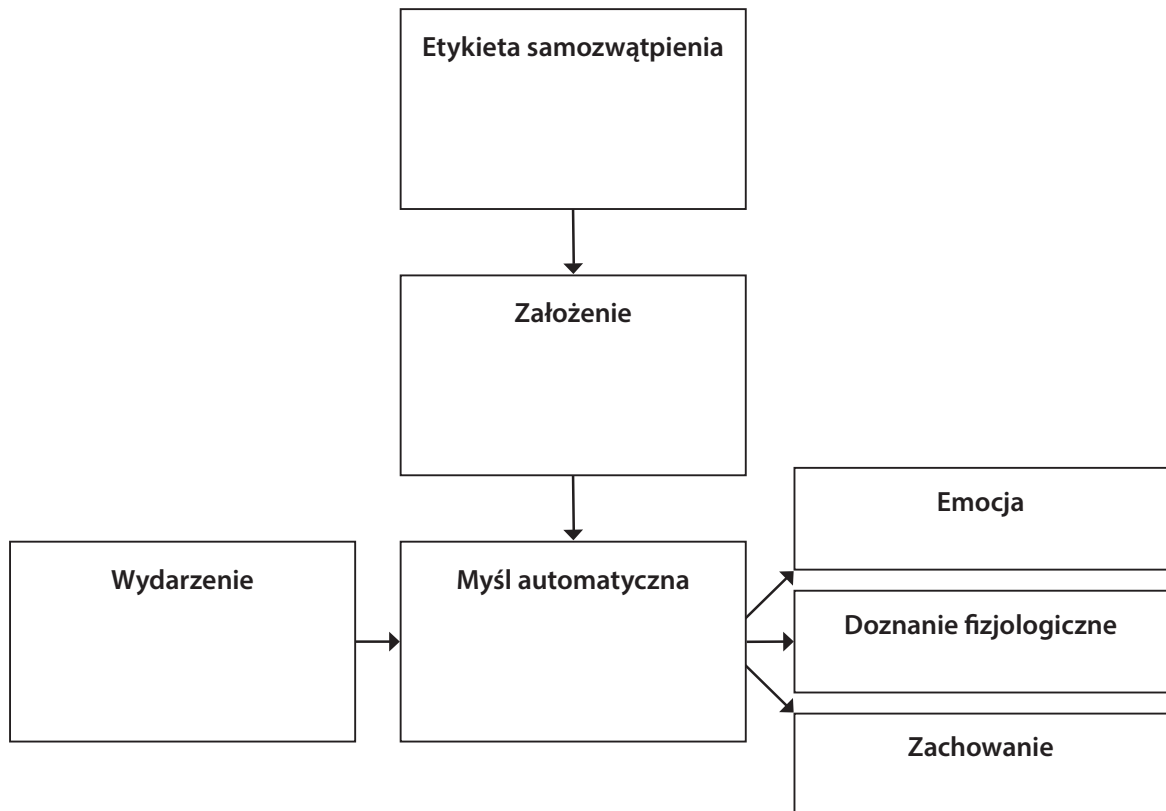 Etykieta samozwątpienia
Założenie
Emocja
Wydarzenie
Myśl automatyczna
Doznanie fizjologiczne
Zachowanie